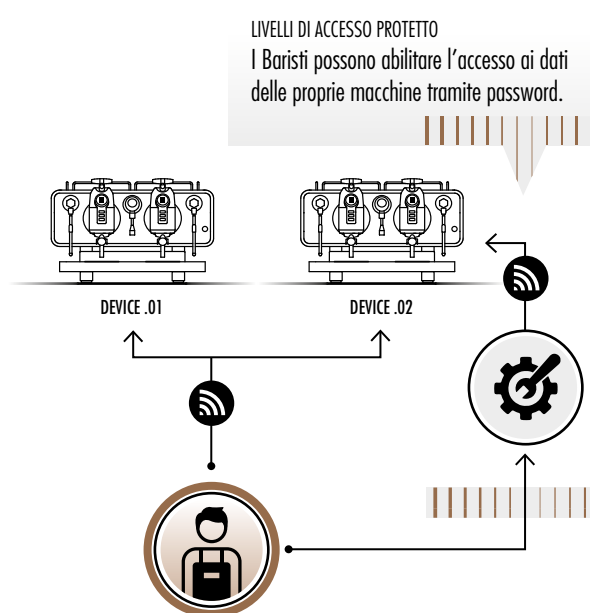 LIVELLI DI ACCESSO PROTETTO
I Baristi possono abilitare l’accesso ai dati
delle proprie macchine tramite password.
DEVICE .01
DEVICE .02